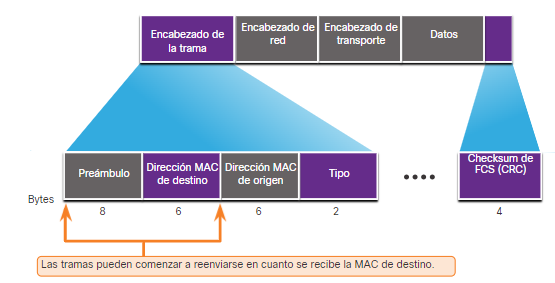 Encabezado de
la trama
Encabezado de
red
Encabezado de
transporte
Datos
Preámbulo
Dirección MAC
de destino
Dirección MAC
de origen
Tipo
Checksum de
FCS (CRC)
Bytes
8
6
6
2
4
Las tramas pueden comenzar a reenviarse en cuanto se recibe la MAC de destino.